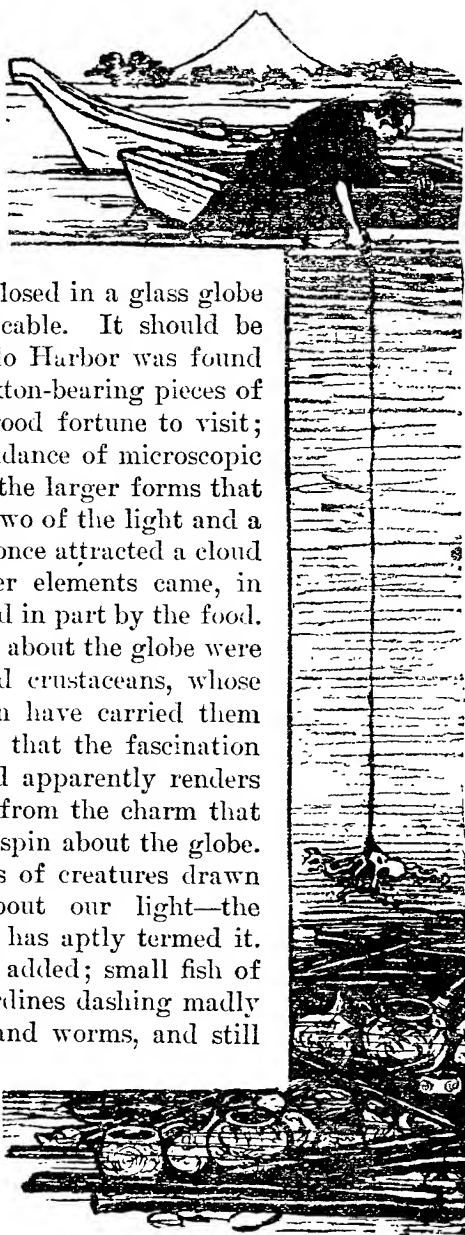 losed in a glass globe
cable. It should be
lo Harbor was found
kton-bearing pieces of
ood fortune to visit;
dance of microscopic
the larger forms that
wo of the light and a
once attracted a cloud
er elements came, in
d in part by the food.
about the globe were
d crustaceans, whose
n have carried them
that the fascination
d apparently renders
from the charm that
spin about the globe.
s of creatures drawn
bout our light—the
has aptly termed it.
added; small fish of
rdines dashing madly
and worms, and still